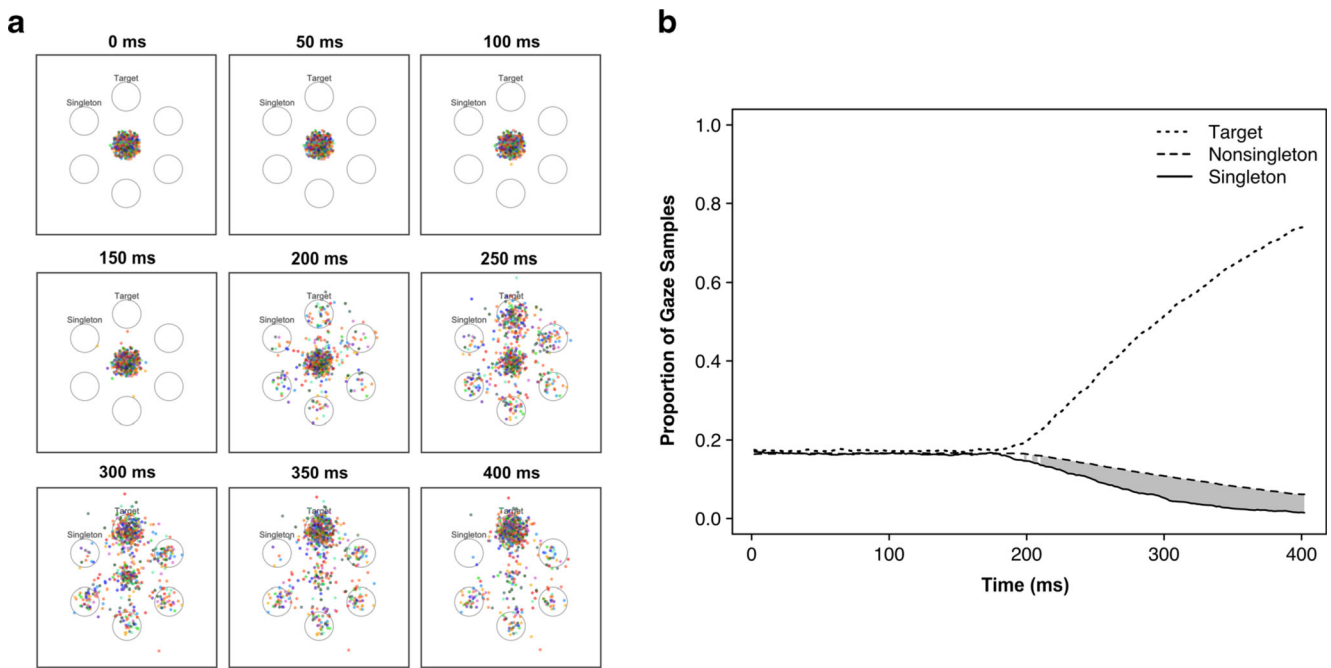 a
0 ms
50 ms
100 ms
Target
Target
Target
Singleton
Singleton
Singleton
150 ms
200 ms
250 ms
Target
Target
Target
Singleton
Singleton
Singleton
300 ms
350 ms
400 ms
Target
Target
Target
Singleton
Singleton
Singleton
b
Proportion of Gaze Samples
1.0
0.8
0.6
0.4
0.2
0.0
Target
Nonsingleton
Singleton
0 100 200 300 400
Time (ms)